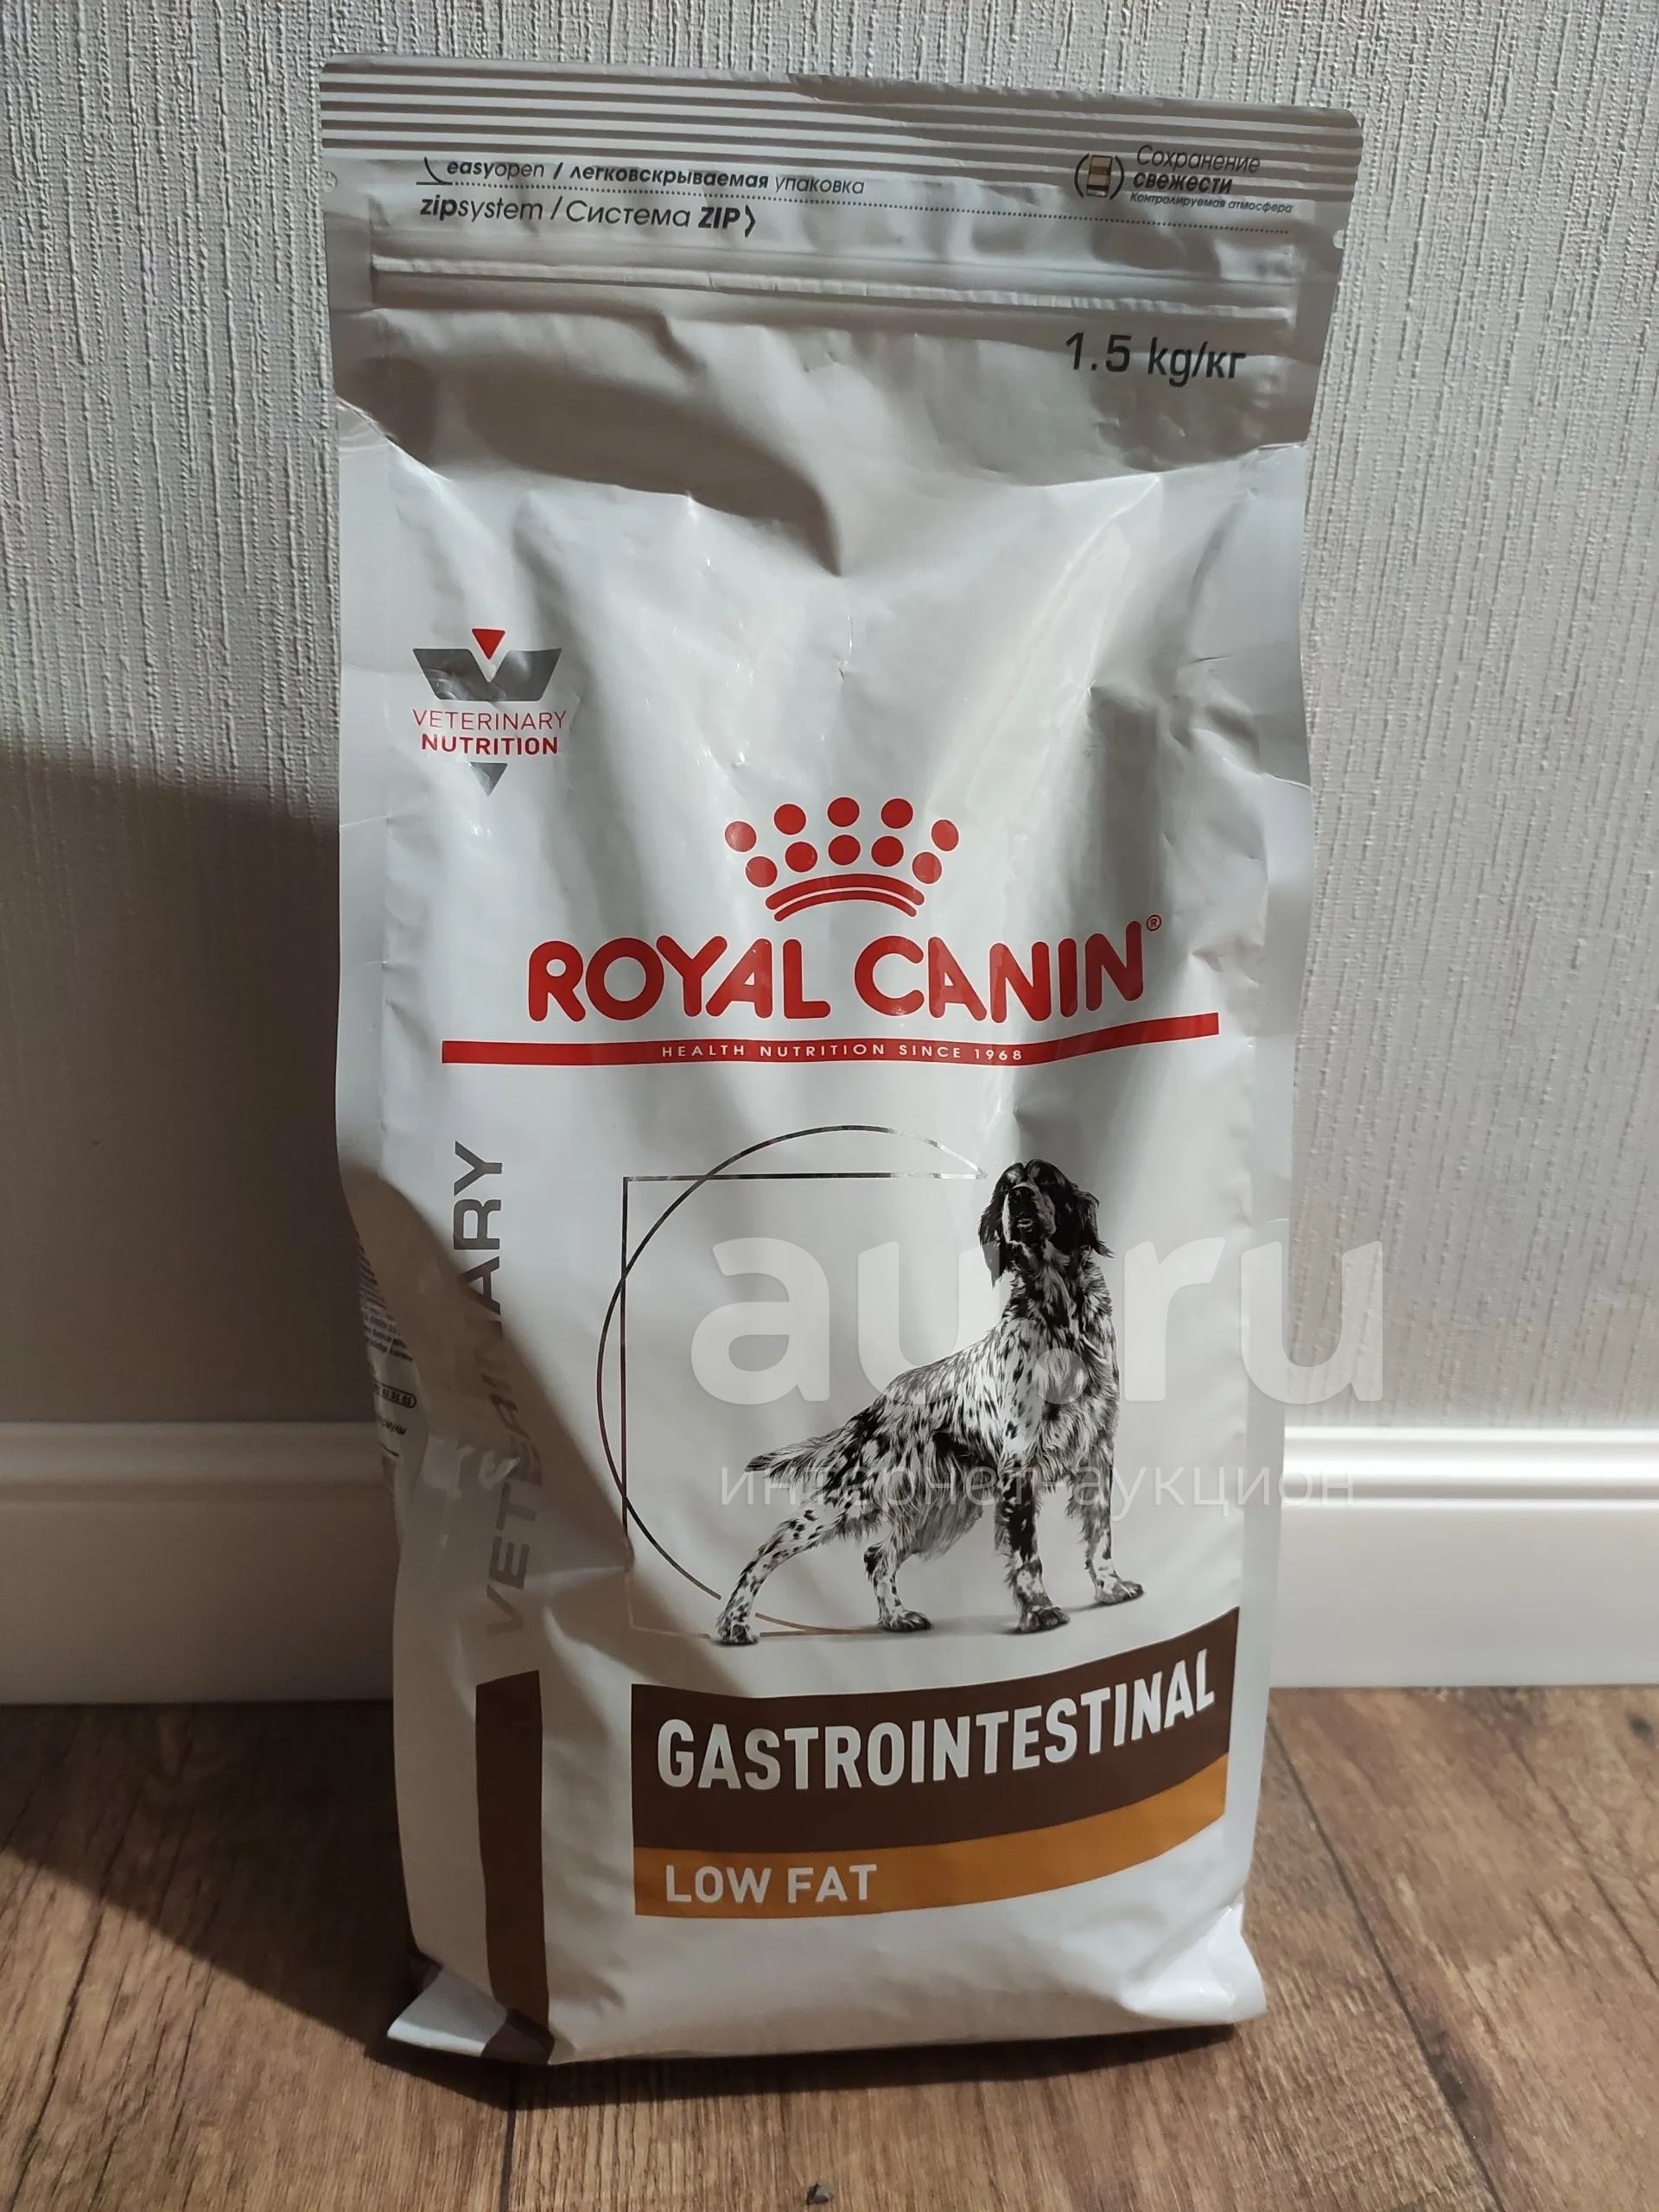 easyopen / легковскрываемая упаковка
zipsystem / Система ZIP
Сохранение
свежести
Контролируемая атмосфера
1.5 kg/кг
VETERINARY
NUTRITION
ROYAL CANIN®
HEALTH NUTRITION SINCE 1968
VETERINARY
au.ru
интернет-аукцион
GASTROINTESTINAL
LOW FAT